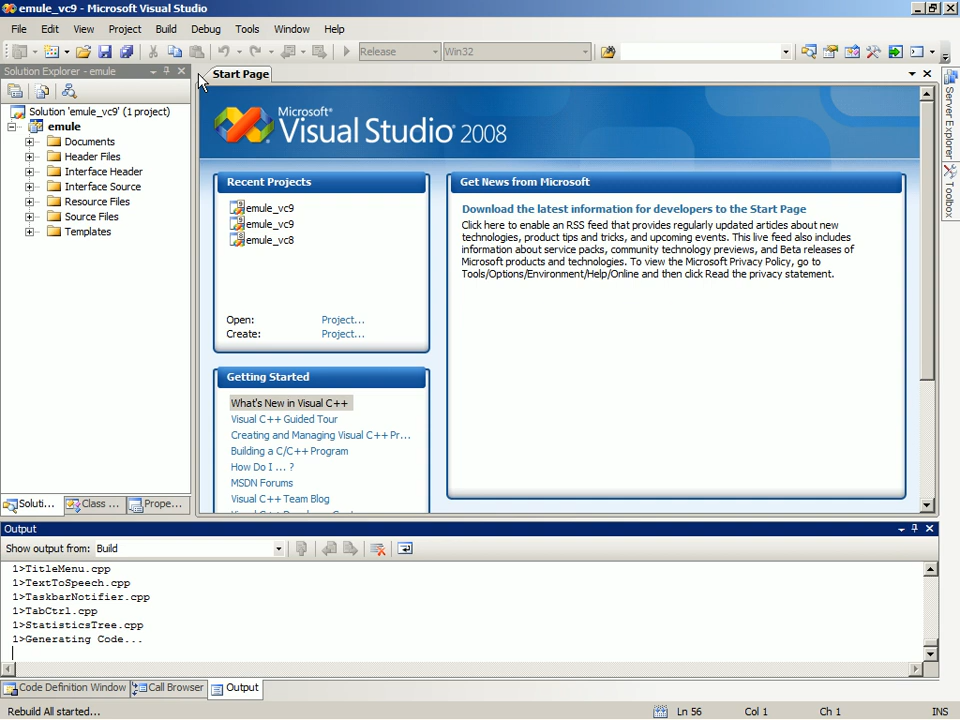 emule_vc9 - Microsoft Visual Studio
File Edit View Project Build Debug Tools Window Help
Release Win32
Solution Explorer - emule
Start Page
Solution 'emule_vc9' (1 project)
emule
Documents
Header Files
Interface Header
Interface Source
Resource Files
Source Files
Templates
Soluti... Class ... Prope...
Microsoft®
Visual Studio® 2008
Recent Projects
emule_vc9
emule_vc9
emule_vc8
Open: Project...
Create: Project...
Getting Started
What's New in Visual C++
Visual C++ Guided Tour
Creating and Managing Visual C++ Pr...
Building a C/C++ Program
How Do I ... ?
MSDN Forums
Visual C++ Team Blog
Get News from Microsoft
Download the latest information for developers to the Start Page
Click here to enable an RSS feed that provides regularly updated articles about new
technologies, product tips and tricks, and upcoming events. This live feed also includes
information about service packs, community technology previews, and Beta releases of
Microsoft products and technologies. To view the Microsoft Privacy Policy, go to
Tools/Options/Environment/Help/Online and then click Read the privacy statement.
Server Explorer
Toolbox
Output
Show output from: Build
1>TitleMenu.cpp
1>TextToSpeech.cpp
1>TaskbarNotifier.cpp
1>TabCtrl.cpp
1>StatisticsTree.cpp
1>Generating Code...
Code Definition Window Call Browser Output
Rebuild All started... Ln 56 Col 1 Ch 1 INS